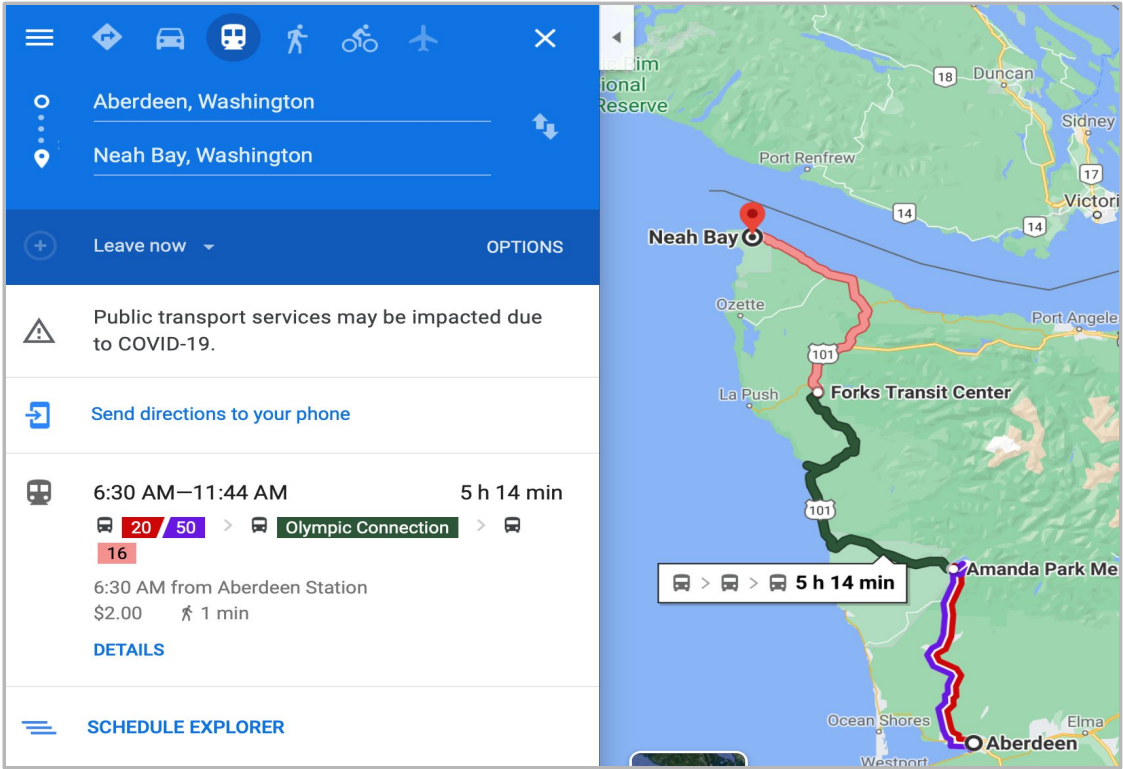 Aberdeen, Washington
Neah Bay, Washington
Leave now
OPTIONS
Public transport services may be impacted due
to COVID-19.
Send directions to your phone
6:30 AM—11:44 AM
5 h 14 min
20 / 50 > Olympic Connection >
16
6:30 AM from Aberdeen Station
$2.00 1 min
DETAILS
SCHEDULE EXPLORER
Rim
ional
Reserve
18
Duncan
Sidney
Port Renfrew
17
Victori
14
14
Neah Bay
Ozette
Port Angele
101
La Push
Forks Transit Center
101
Amanda Park Me
> > 5 h 14 min
Ocean Shores
Elma
Aberdeen
Westport